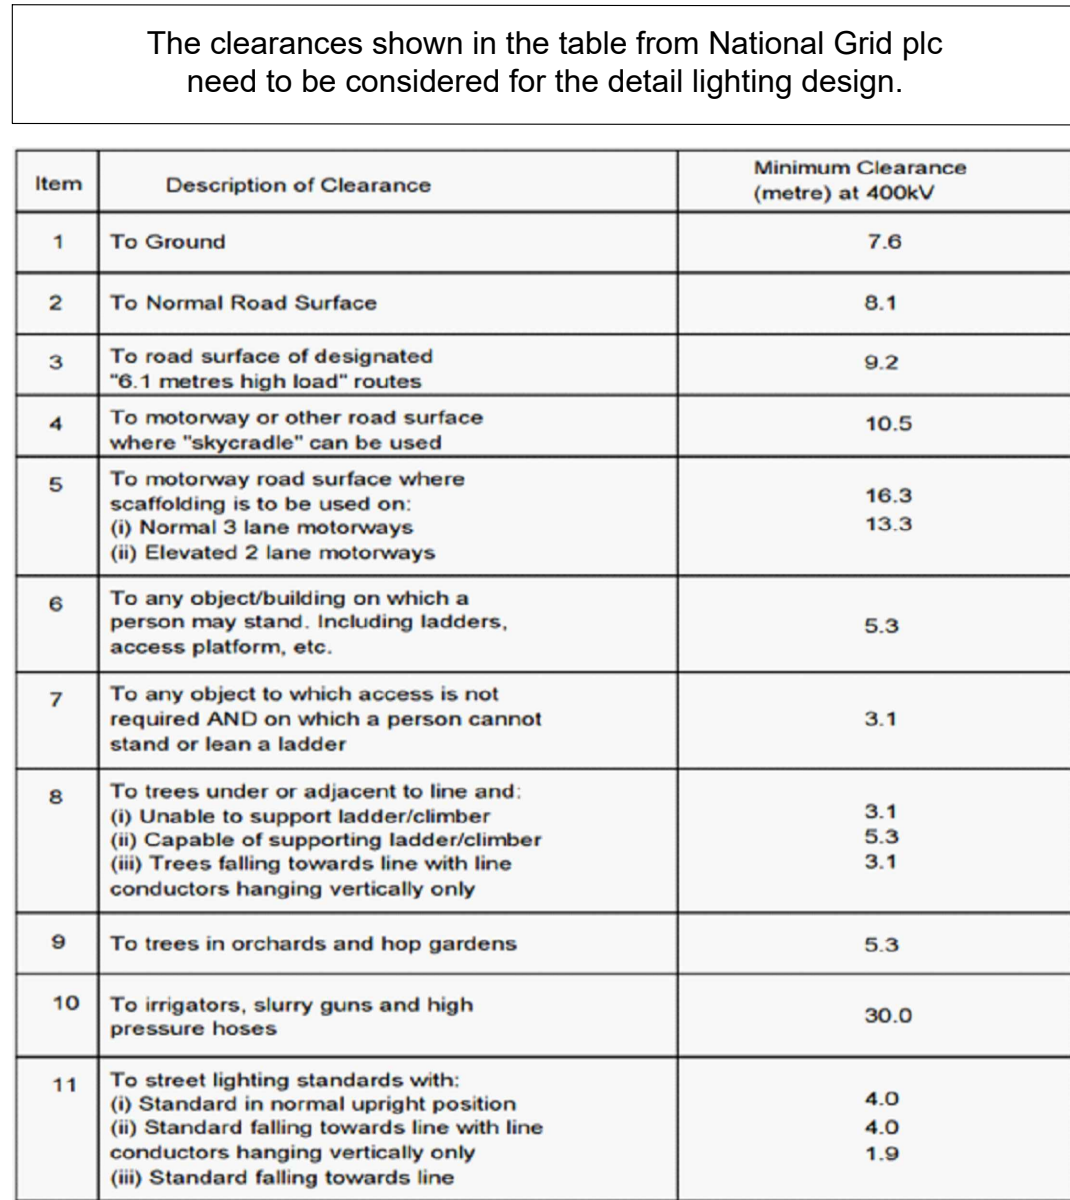 The clearances shown in the table from National Grid plc
need to be considered for the detail lighting design.
Item Description of Clearance Minimum Clearance
(metre) at 400kV
1 To Ground 7.6
2 To Normal Road Surface 8.1
3 To road surface of designated
"6.1 metres high load" routes 9.2
4 To motorway or other road surface
where "skycradle" can be used 10.5
5 To motorway road surface where
scaffolding is to be used on:
(i) Normal 3 lane motorways 16.3
(ii) Elevated 2 lane motorways 13.3
6 To any object/building on which a
person may stand. Including ladders,
access platform, etc. 5.3
7 To any object to which access is not
required AND on which a person cannot
stand or lean a ladder 3.1
8 To trees under or adjacent to line and:
(i) Unable to support ladder/climber 3.1
(ii) Capable of supporting ladder/climber 5.3
(iii) Trees falling towards line with line 3.1
conductors hanging vertically only
9 To trees in orchards and hop gardens 5.3
10 To irrigators, slurry guns and high
pressure hoses 30.0
11 To street lighting standards with:
(i) Standard in normal upright position 4.0
(ii) Standard falling towards line with line 4.0
conductors hanging vertically only 1.9
(iii) Standard falling towards line